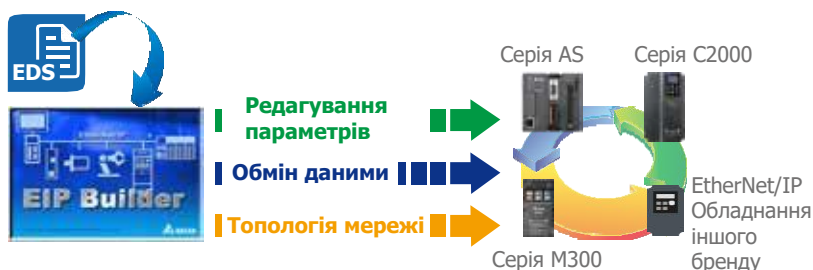 EDS
EIP Builder
Редагування
параметрів
Обмін даними
Топологія мережі
Серія AS
Серія C2000
EtherNet/IP
Обладнання
іншого
бренду
Серія M300